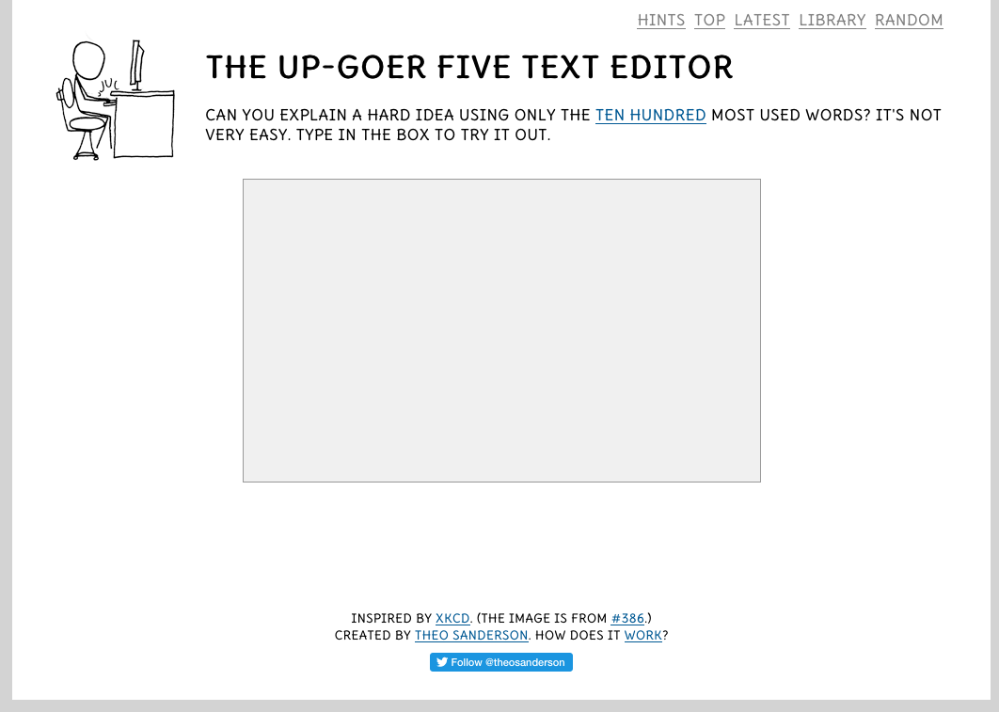 HINTS TOP LATEST LIBRARY RANDOM
THE UP-GOER FIVE TEXT EDITOR
CAN YOU EXPLAIN A HARD IDEA USING ONLY THE TEN HUNDRED MOST USED WORDS? IT'S NOT
VERY EASY. TYPE IN THE BOX TO TRY IT OUT.
INSPIRED BY XKCD. (THE IMAGE IS FROM #386.)
CREATED BY THEO SANDERSON. HOW DOES IT WORK?
Follow @theosanderson